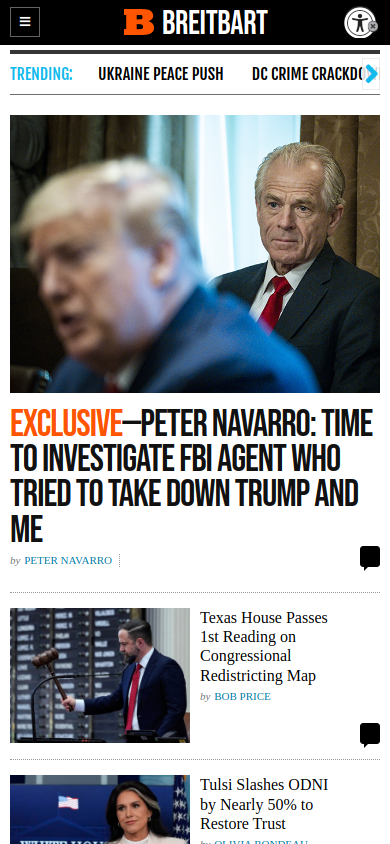 B BREITBART
TRENDING: UKRAINE PEACE PUSH DC CRIME
EXCLUSIVE—PETER NAVARRO: TIME
TO INVESTIGATE FBI AGENT WHO
TRIED TO TAKE DOWN TRUMP AND
ME
by PETER NAVARRO
Texas House Passes
1st Reading on
Congressional
Redistricting Map
by BOB PRICE
Tulsi Slashes ODNI
by Nearly 50% to
Restore Trust
by OLIVIA RONDEAU